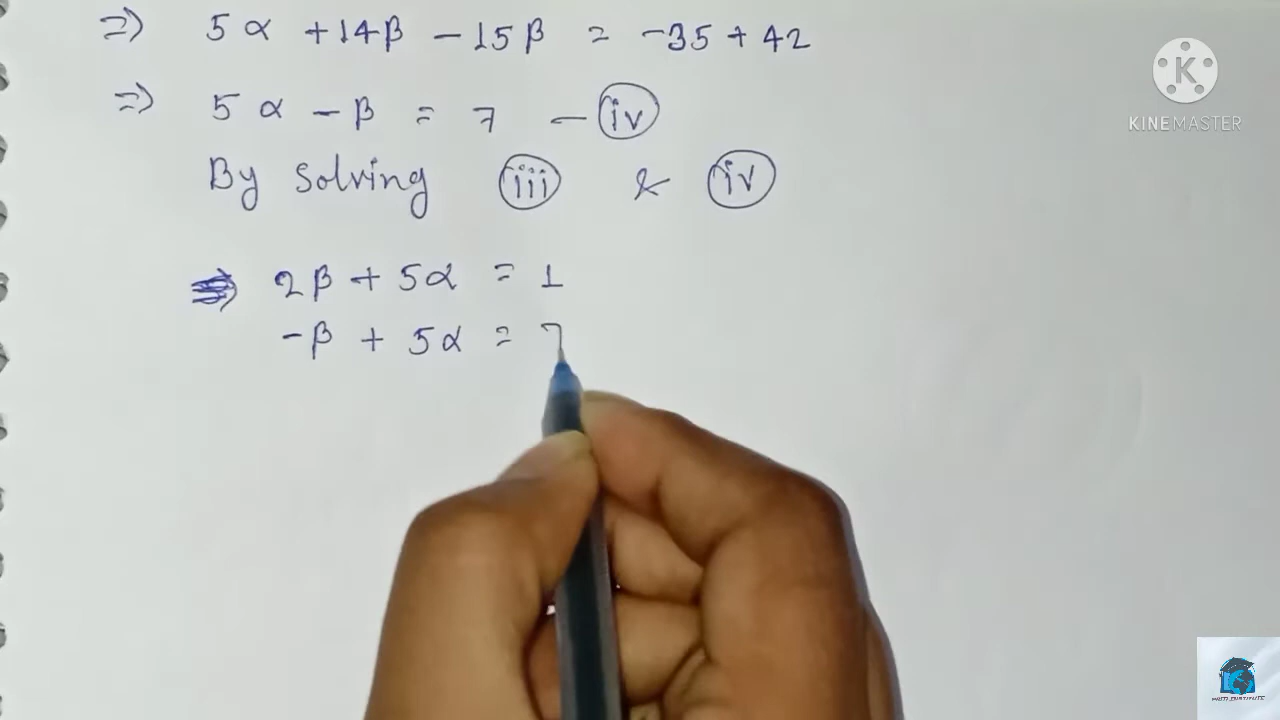 ⇒) 5α + 14β - 15β = -35 + 42
⇒) 5α - β = 7 - iv
By Solving iii & iv
⇒ 2β + 5α = 1
-β + 5α = 7
KINEMASTER